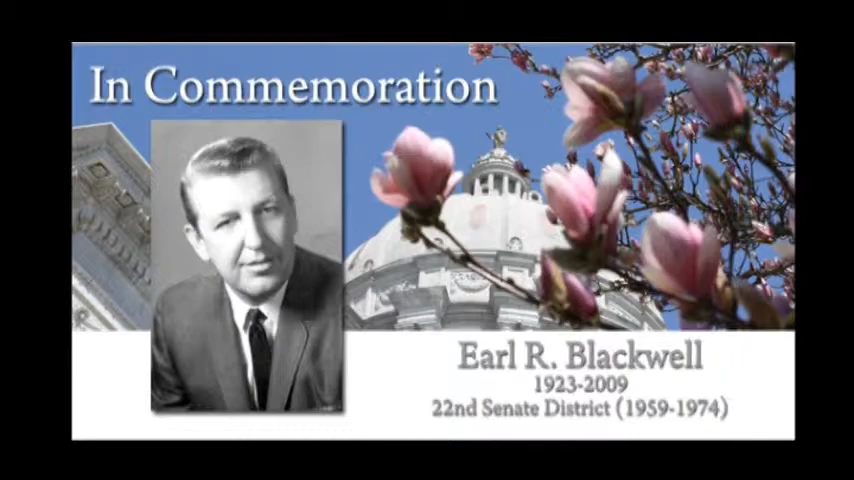 In Commemoration
Earl R. Blackwell
1923-2009
22nd Senate District (1959-1974)